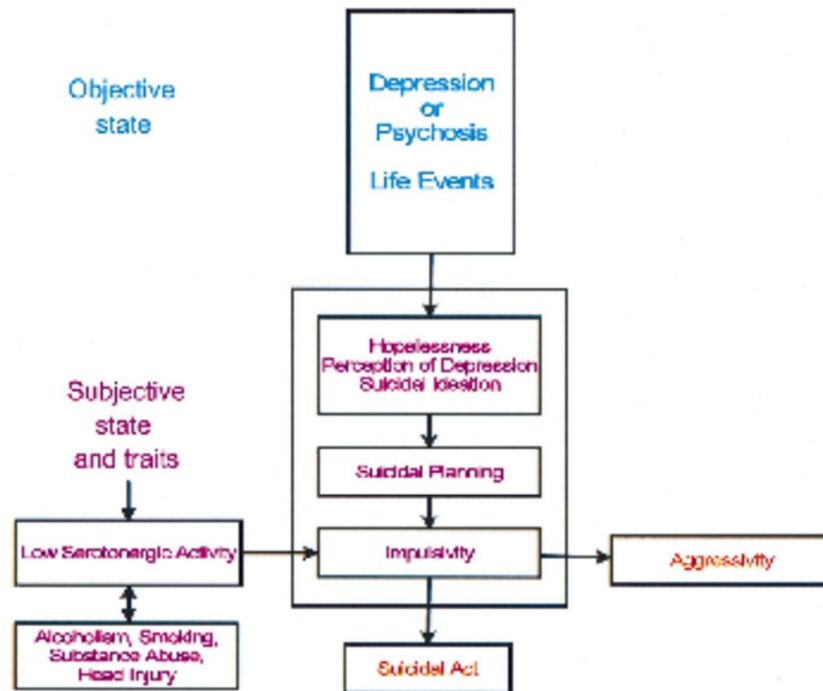 Objective
state
Depression
or
Psychosis
Life Events
Hopelessness
Perception of Depression
Suicidal Ideation
Subjective
state
and traits
Suicidal Planning
Low Serotonergic Activity
Impulsivity
Aggressivity
Alcoholism, Smoking,
Substance Abuse,
Head Injury
Suicidal Act